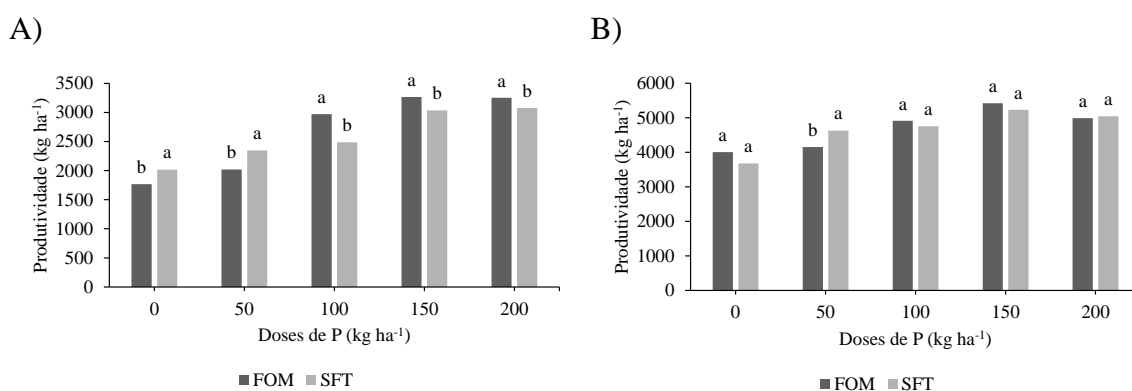 A)
Produtividade (kg ha⁻¹)
3500
3000
2500
2000
1500
1000
500
0
b a
b a
a b
a b
a b
0 50 100 150 200
Doses de P (kg ha⁻¹)
FOM SFT
B)
Produtividade (kg ha⁻¹)
6000
5000
4000
3000
2000
1000
0
a a
b a
a a
a a
a a
0 50 100 150 200
Doses de P (kg ha⁻¹)
FOM SFT